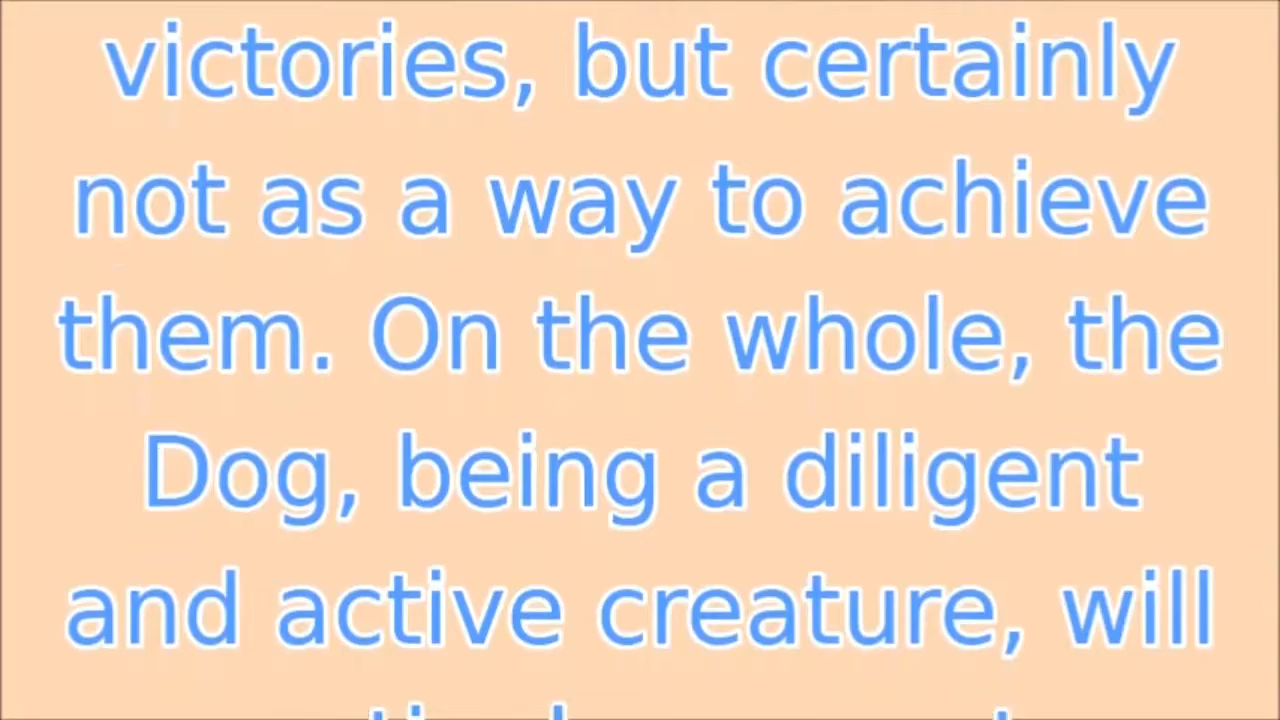 victories, but certainly
not as a way to achieve
them. On the whole, the
Dog, being a diligent
and active creature, will